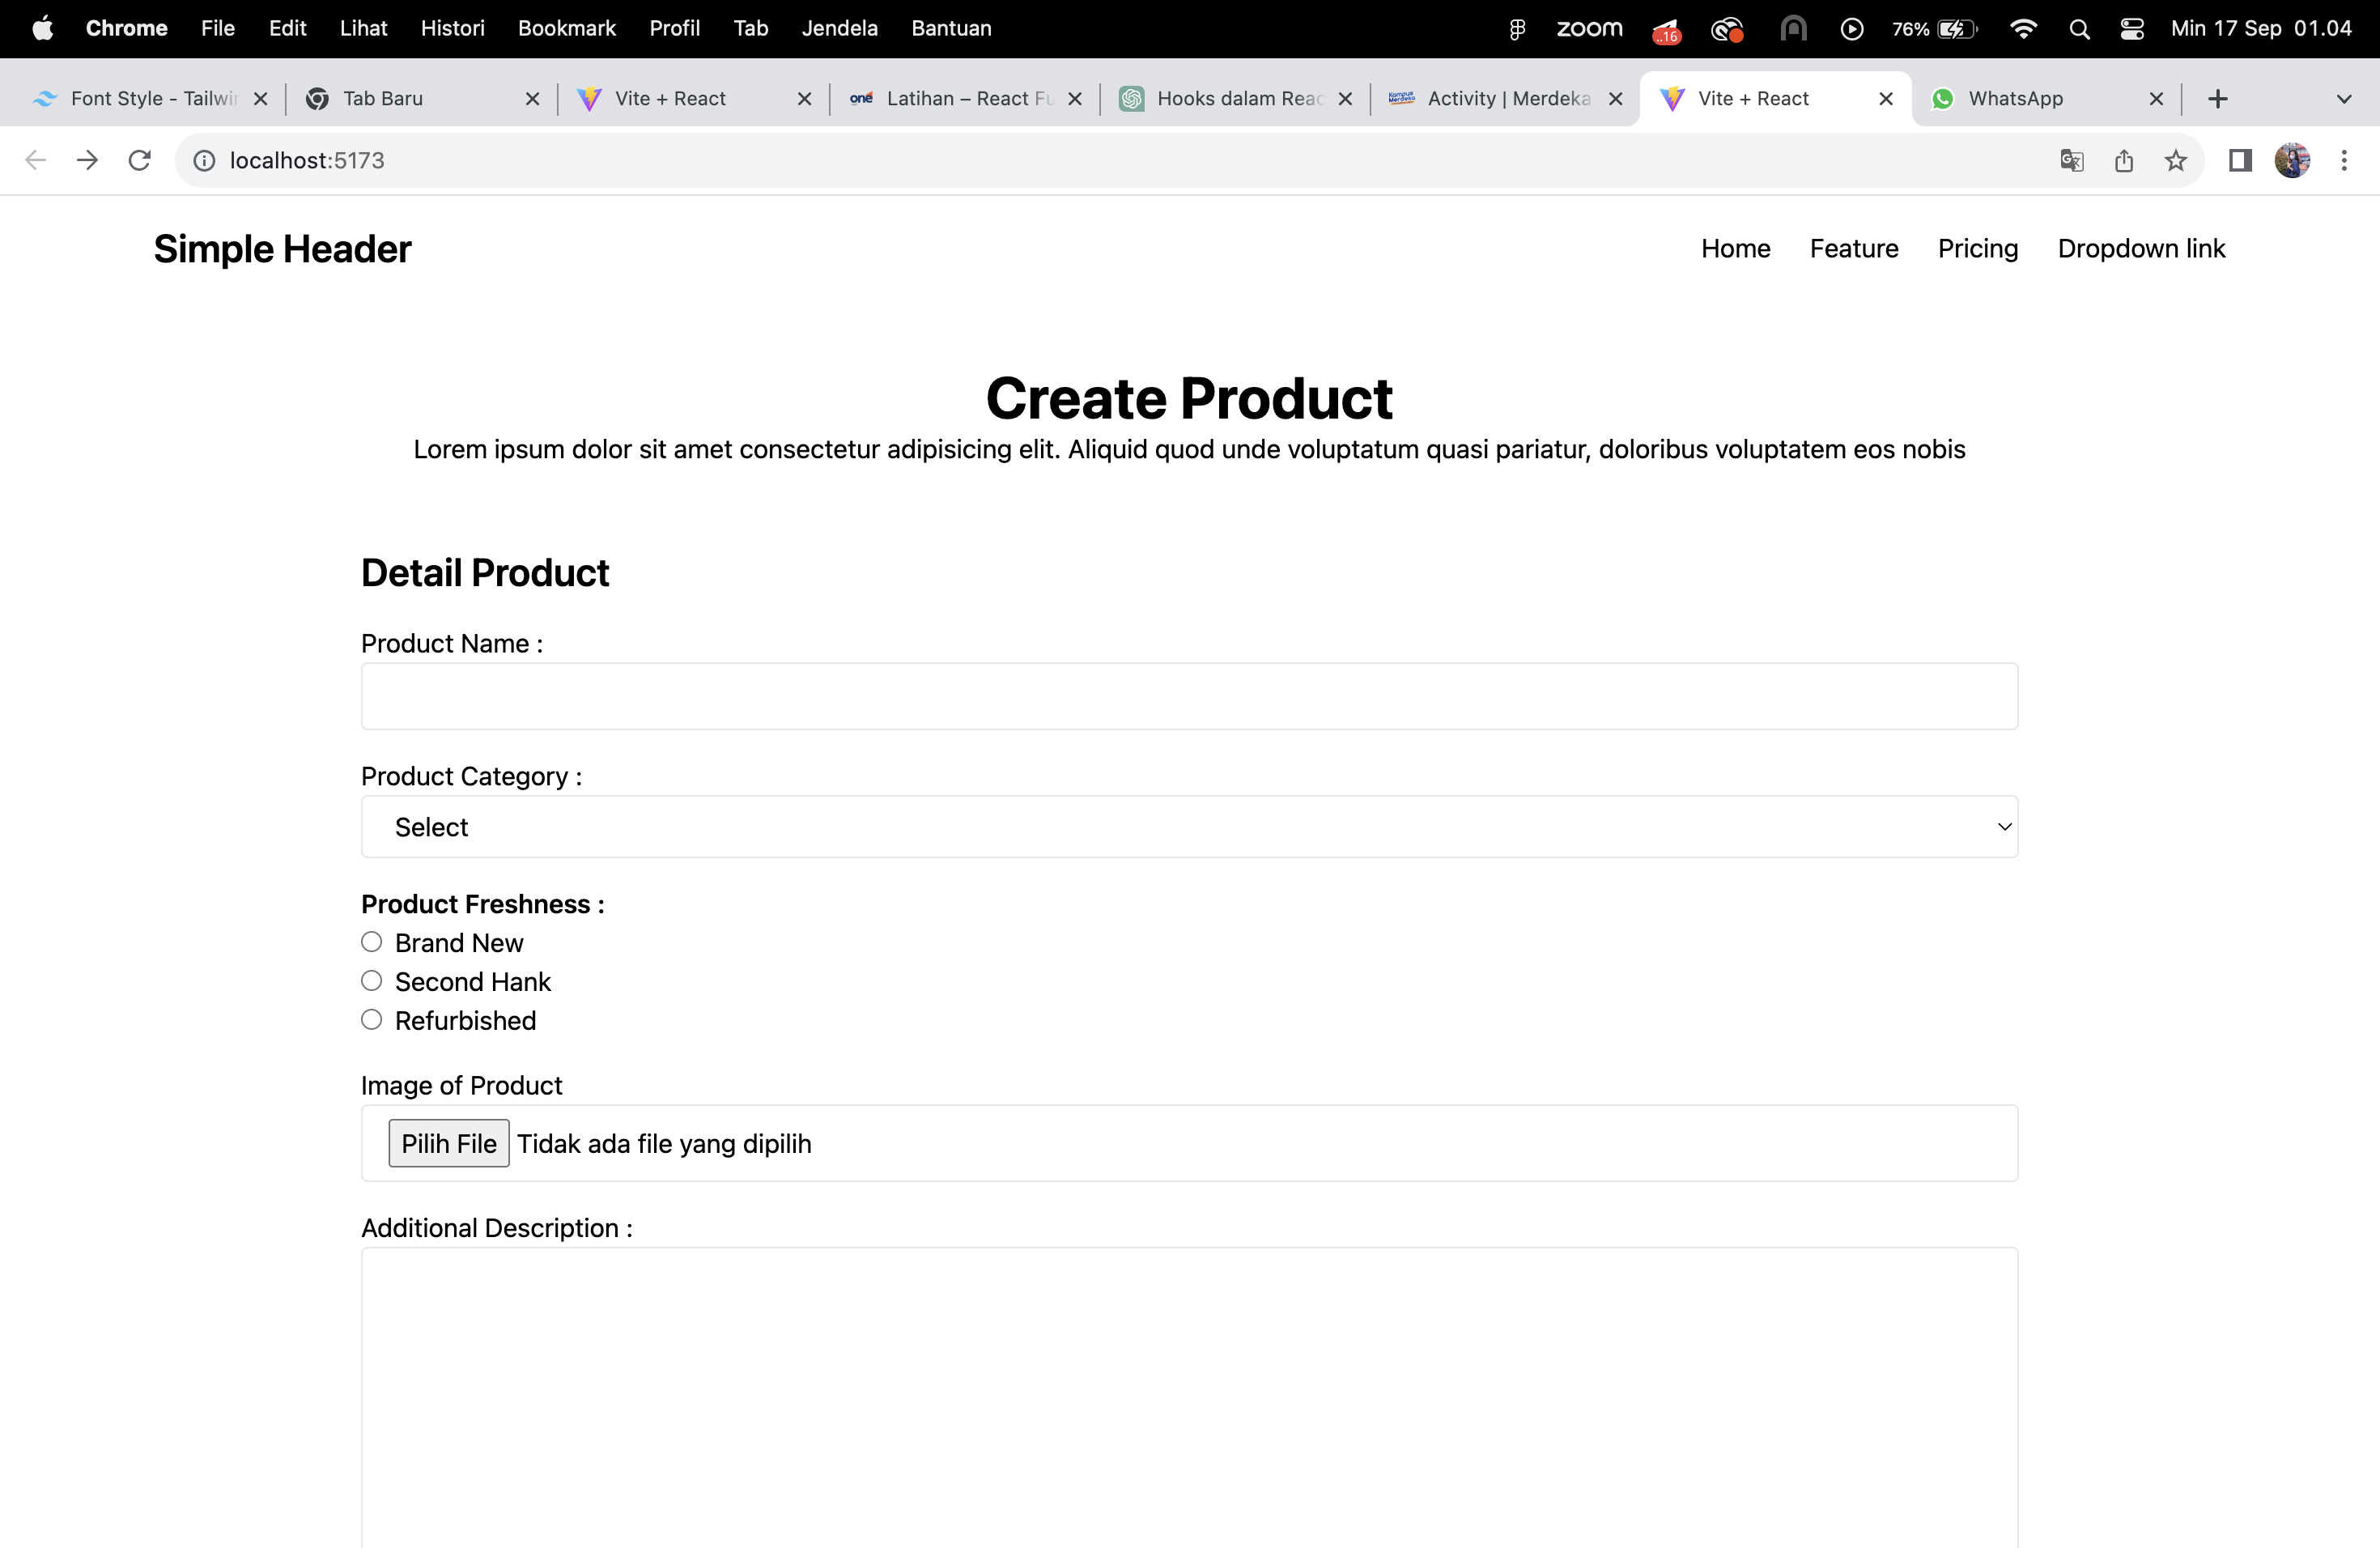 Chrome File Edit Lihat Histori Bookmark Profil Tab Jendela Bantuan zoom ..16 76% Min 17 Sep 01.04
Font Style - Tailwin Tab Baru Vite + React one Latihan – React Fu Hooks dalam Reac Kampus Merdeka Activity | Merdeka Vite + React WhatsApp
localhost:5173
Simple Header Home Feature Pricing Dropdown link
Create Product
Lorem ipsum dolor sit amet consectetur adipisicing elit. Aliquid quod unde voluptatum quasi pariatur, doloribus voluptatem eos nobis
Detail Product
Product Name :
Product Category :
Select
Product Freshness :
Brand New
Second Hank
Refurbished
Image of Product
Pilih File Tidak ada file yang dipilih
Additional Description :